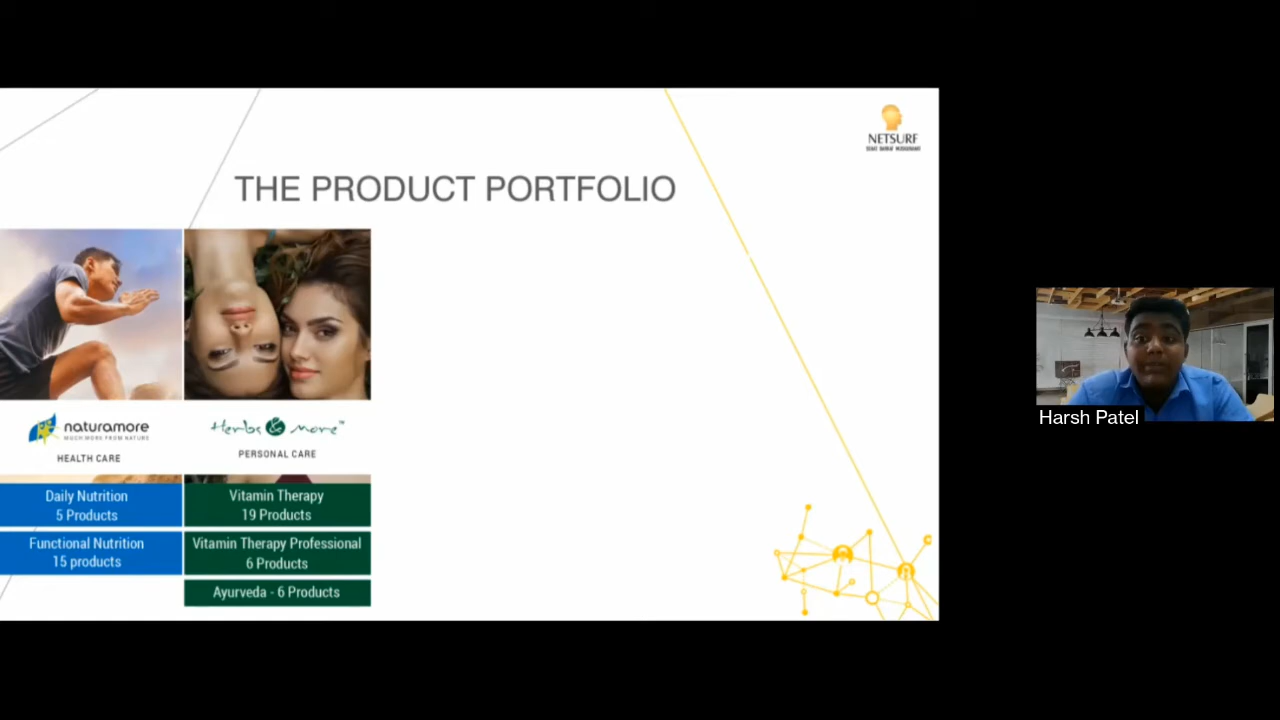 NETSURF
THE PRODUCT PORTFOLIO
naturamore
MUCH MORE FROM NATURE
HEALTH CARE
Herbs & More™
PERSONAL CARE
Daily Nutrition
5 Products
Functional Nutrition
15 products
Vitamin Therapy
19 Products
Vitamin Therapy Professional
6 Products
Ayurveda - 6 Products
Harsh Patel